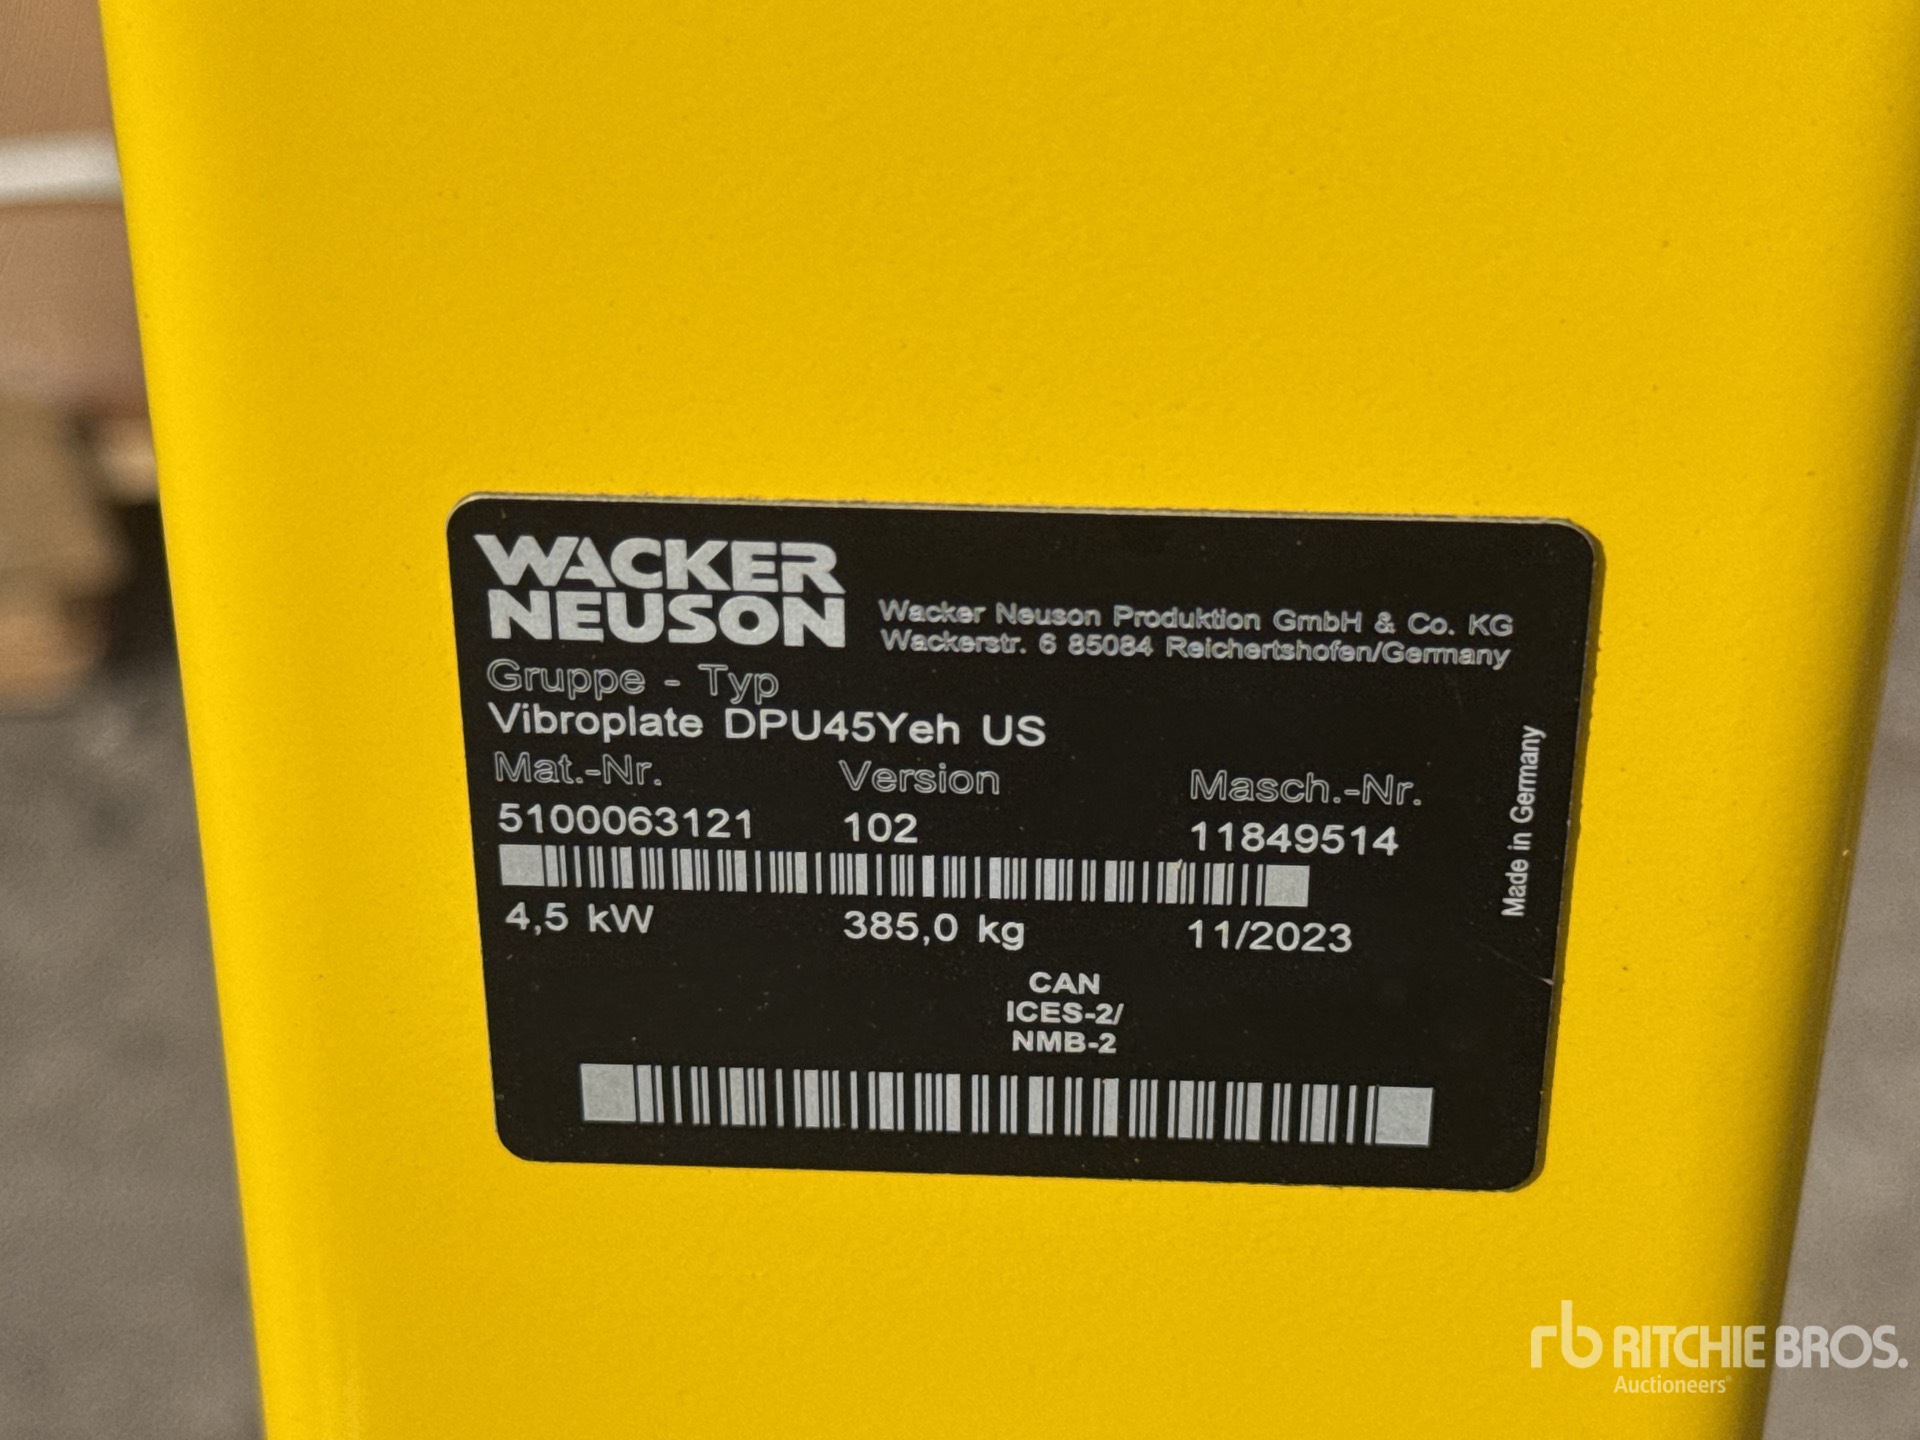 WACKER
NEUSON
Wacker Neuson Produktion GmbH & Co. KG
Wackerstr. 6 85084 Reichertshofen/Germany
Gruppe - Typ
Vibroplate DPU45Yeh US
Mat.-Nr. Version Masch.-Nr.
5100063121 102 11849514
4,5 kW 385,0 kg 11/2023
Made in Germany
CAN
ICES-2/
NMB-2
rb RITCHIE BROS.
Auctioneers